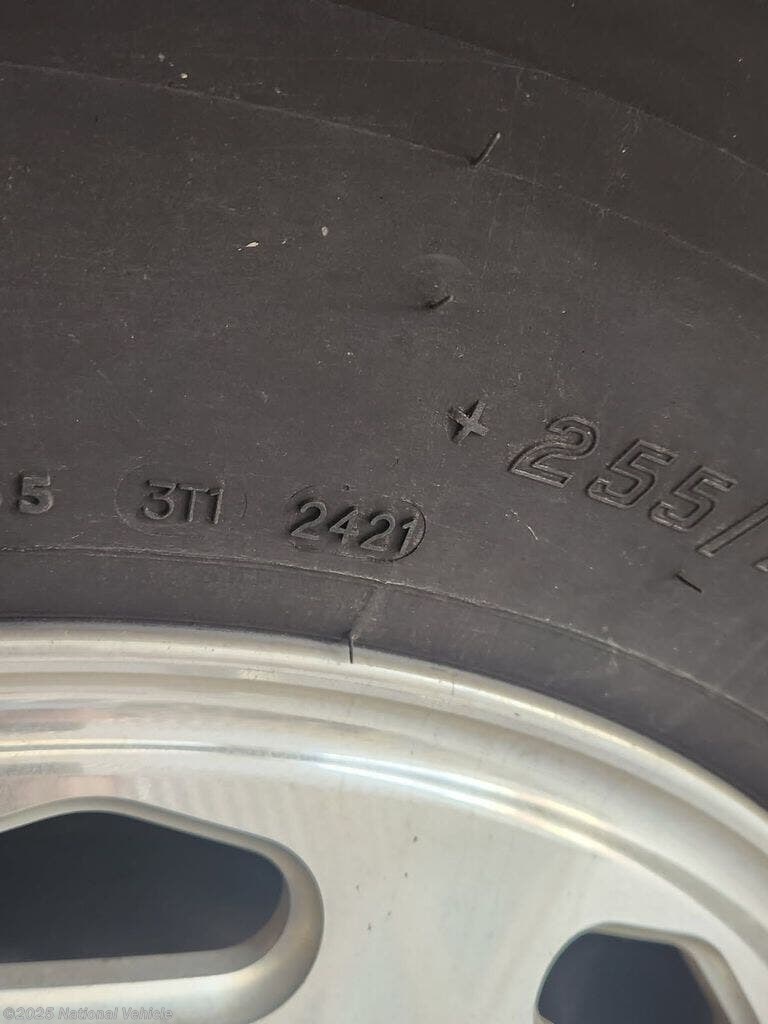 + 255/
5 3T1 2421
©2025 National Vehicle